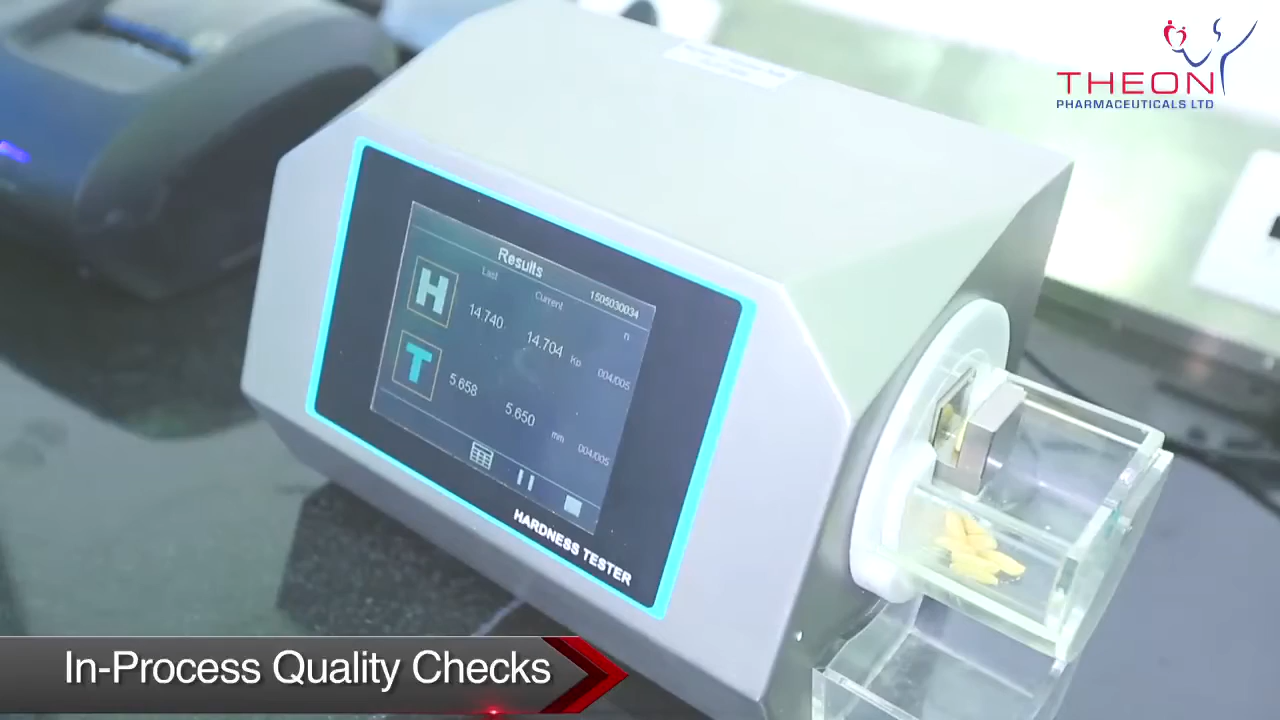 THEON
PHARMACEUTICALS LTD
Results
Last
Current
1505030034
n
H
14.740
14.704
Kp
004/005
T
5.658
5.650
mm
004/005
HARDNESS TESTER
In-Process Quality Checks